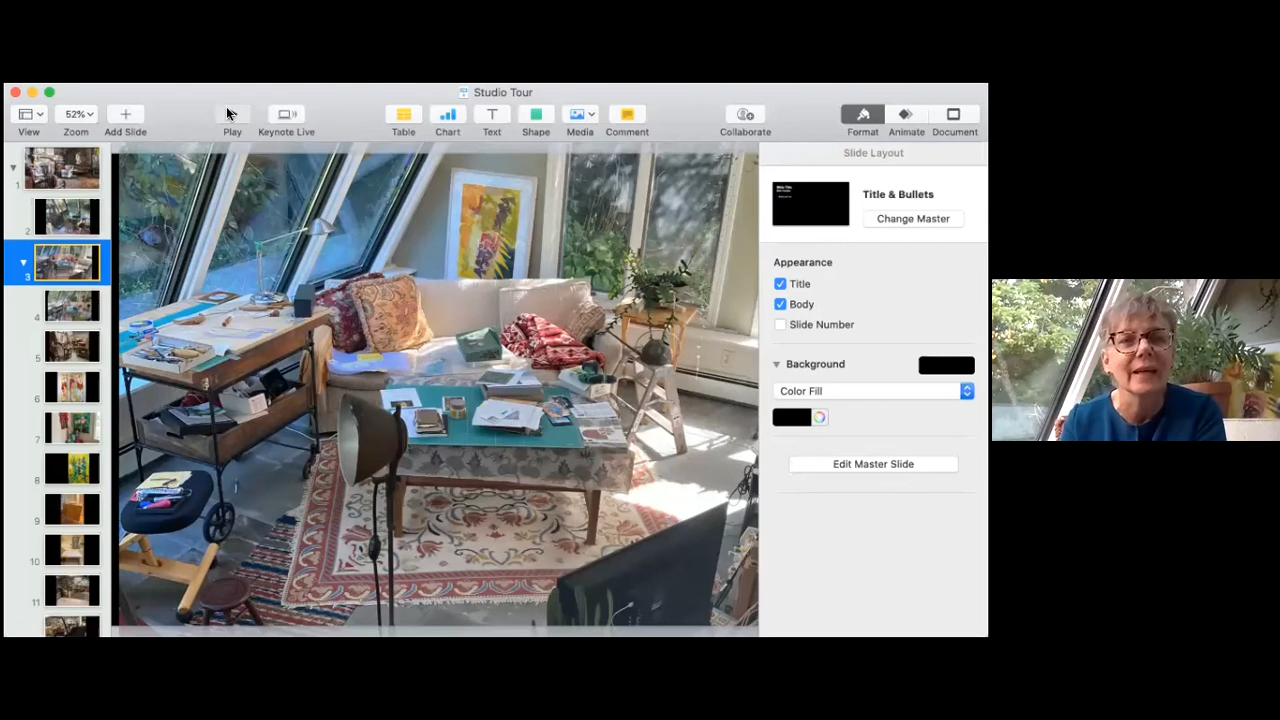 Studio Tour
View
52%
Zoom
Add Slide
Play
Keynote Live
Table
Chart
Text
Shape
Media
Comment
Collaborate
Format
Animate
Document
Slide Layout
Title & Bullets
Change Master
Appearance
Title
Body
Slide Number
Background
Color Fill
Edit Master Slide
1
2
3
4
5
6
7
8
9
10
11